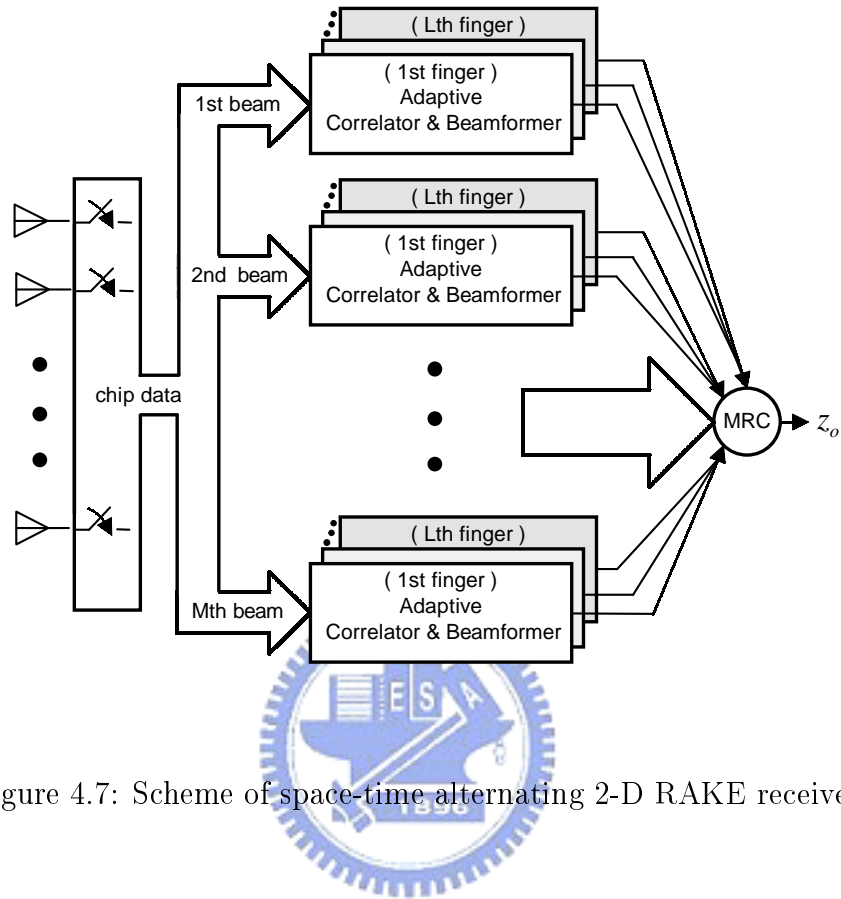 ( Lth finger )
( 1st finger )
Adaptive
Correlator & Beamformer
1st beam
( Lth finger )
( 1st finger )
Adaptive
Correlator & Beamformer
2nd beam
chip data
MRC
z_o
( Lth finger )
( 1st finger )
Adaptive
Correlator & Beamformer
Mth beam
E S A
gure 4.7: Scheme of space-time alternating 2-D RAKE receive
1896